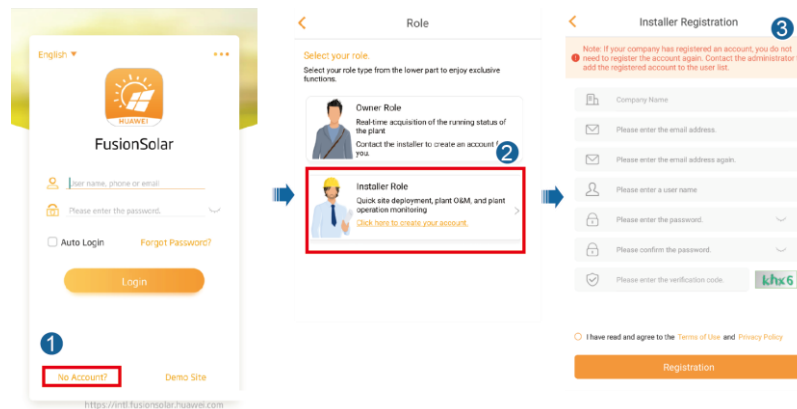 English
HUAWEI
FusionSolar
User name, phone or email
Please enter the password.
Auto Login
Forgot Password?
Login
1
No Account?
Demo Site
https://intl.fusionsolar.huawei.com
Role
Select your role.
Select your role type from the lower part to enjoy exclusive
functions.
Owner Role
Real-time acquisition of the running status of
the plant
Contact the installer to create an account
you.
2
Installer Role
Quick site deployment, plant O&M, and plant
operation monitoring
Click here to create your account.
Installer Registration
3
Note: If your company has registered an account, you do not
need to register the account again. Contact the administrator
add the registered account to the user list.
Company Name
Please enter the email address.
Please enter the email address again.
Please enter a user name
Please enter the password.
Please confirm the password.
Please enter the verification code.
khx6
I have read and agree to the Terms of Use and Privacy Policy
Registration